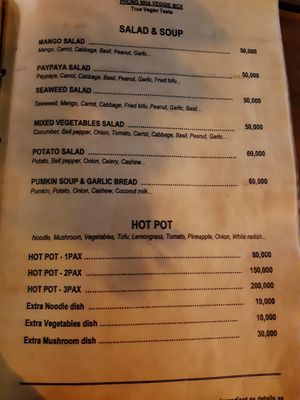 PHONG NHA VEGGIE BOX
True Vegan Taste
SALAD & SOUP
MANGO SALAD ........ 50,000
Mango, Carrot, Cabbage, Basil, Peanut, Garlic...
PAYPAYA SALAD ........ 50,000
Paypaya, Carrot, Cabbage, Basil, Peanut, Garlic, Fried tofu...
SEAWEED SALAD ........ 50,000
Seaweed, Mango, Carrot, Cabbage, Fried tofu, Peanut, Garlic, Basil...
MIXED VEGETABLES SALAD ........ 50,000
Cucumber, Bell pepper, Onion, Tomato, Carrot, Cabbage, Basil, Peanut, Garlic...
POTATO SALAD ........ 60,000
Potato, Bell pepper, Onion, Celery, Cashew...
PUMKIN SOUP & GARLIC BREAD ........ 60,000
Pumkin, Potato, Onion, Cashew, Coconut milk...
HOT POT
Noodle, Mushroom, Vegetables, Tofu, Lemongrass, Tomato, Pineapple, Onion, White radish...
HOT POT - 1PAX ........ 80,000
HOT POT - 2PAX ........ 150,000
HOT POT - 3PAX ........ 200,000
Extra Noodle dish ........ 10,000
Extra Vegetables dish ........ 10,000
Extra Mushroom dish ........ 30,000
ingredient as details as